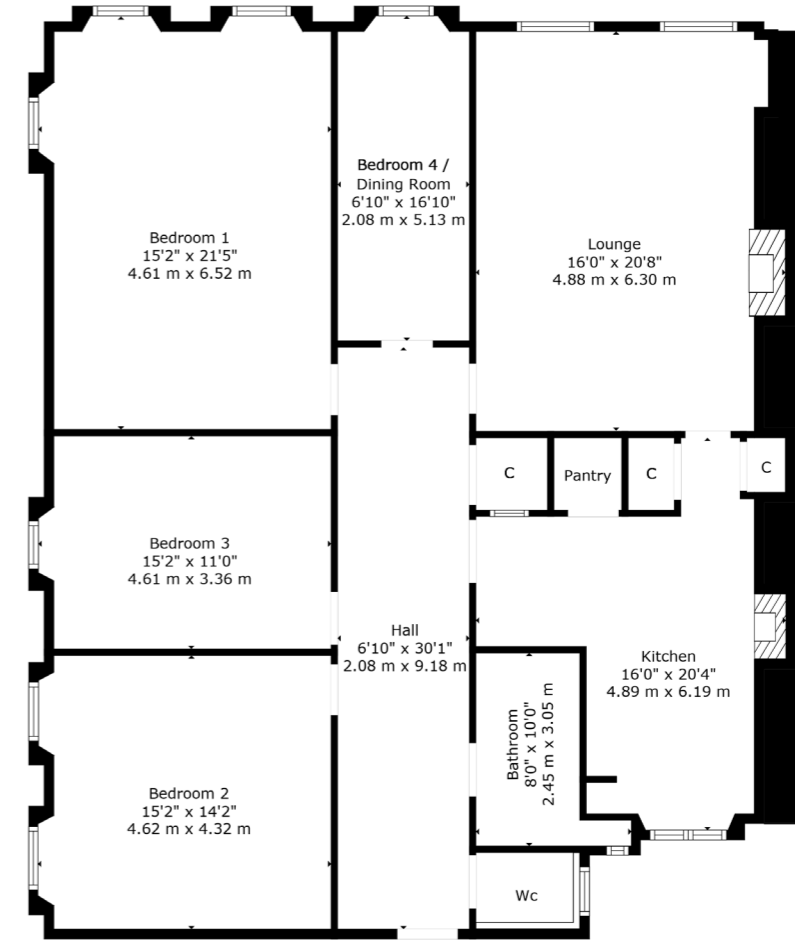 Bedroom 1
15'2" x 21'5"
4.61 m x 6.52 m
Bedroom 4 /
Dining Room
6'10" x 16'10"
2.08 m x 5.13 m
Lounge
16'0" x 20'8"
4.88 m x 6.30 m
C
Pantry
C
C
Bedroom 3
15'2" x 11'0"
4.61 m x 3.36 m
Hall
6'10" x 30'1"
2.08 m x 9.18 m
Kitchen
16'0" x 20'4"
4.89 m x 6.19 m
Bathroom
8'0" x 10'0"
2.45 m x 3.05 m
Bedroom 2
15'2" x 14'2"
4.62 m x 4.32 m
Wc